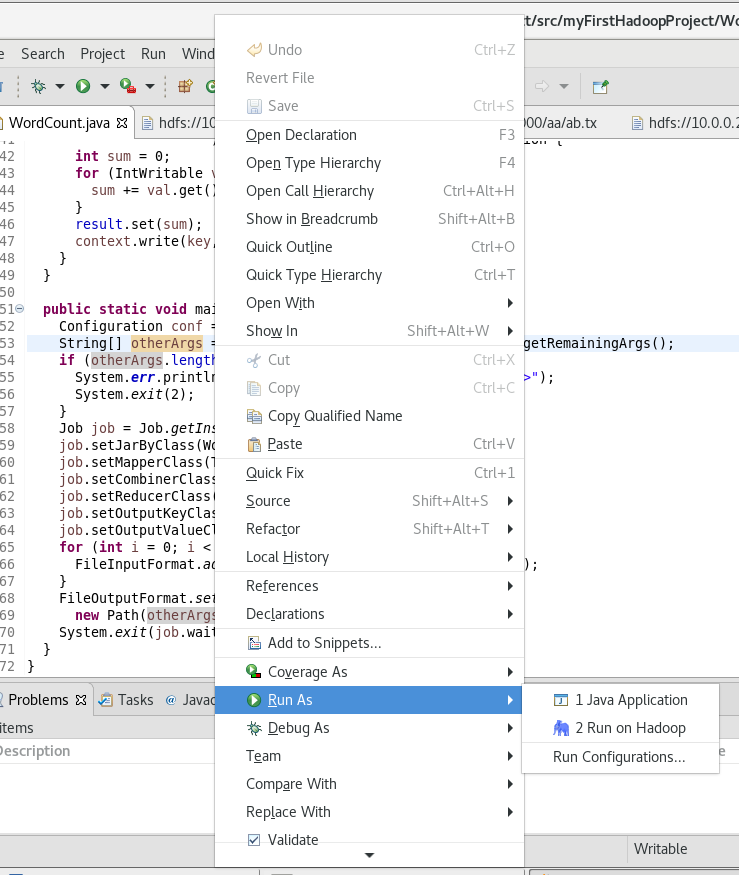 t/src/myFirstHadoopProject/Wo
e Search Project Run Wind
WordCount.java
hdfs://10
000/aa/ab.tx
hdfs://10.0.0.2
42 int sum = 0;
43 for (IntWritable v
44 sum += val.get()
45 }
46 result.set(sum);
47 context.write(key,
48 }
49 }
50
51 public static void mai
52 Configuration conf =
53 String[] otherArgs = getRemainingArgs();
54 if (otherArgs.length
55 System.err.println >");
56 System.exit(2);
57 }
58 Job job = Job.getIns
59 job.setJarByClass(Wo
60 job.setMapperClass(T
61 job.setCombinerClass
62 job.setReducerClass(
63 job.setOutputKeyClas
64 job.setOutputValueCl
65 for (int i = 0; i <
66 FileInputFormat.ad );
67 }
68 FileOutputFormat.set
69 new Path(otherArgs
70 System.exit(job.wait
71 }
72 }
Problems Tasks @ Javad
items
Description
e
Writable
Undo Ctrl+Z
Revert File
Save Ctrl+S
Open Declaration F3
Open Type Hierarchy F4
Open Call Hierarchy Ctrl+Alt+H
Show in Breadcrumb Shift+Alt+B
Quick Outline Ctrl+O
Quick Type Hierarchy Ctrl+T
Open With
Show In Shift+Alt+W
Cut Ctrl+X
Copy Ctrl+C
Copy Qualified Name
Paste Ctrl+V
Quick Fix Ctrl+1
Source Shift+Alt+S
Refactor Shift+Alt+T
Local History
References
Declarations
Add to Snippets...
Coverage As
Run As
Debug As
Team
Compare With
Replace With
Validate
1 Java Application
2 Run on Hadoop
Run Configurations...